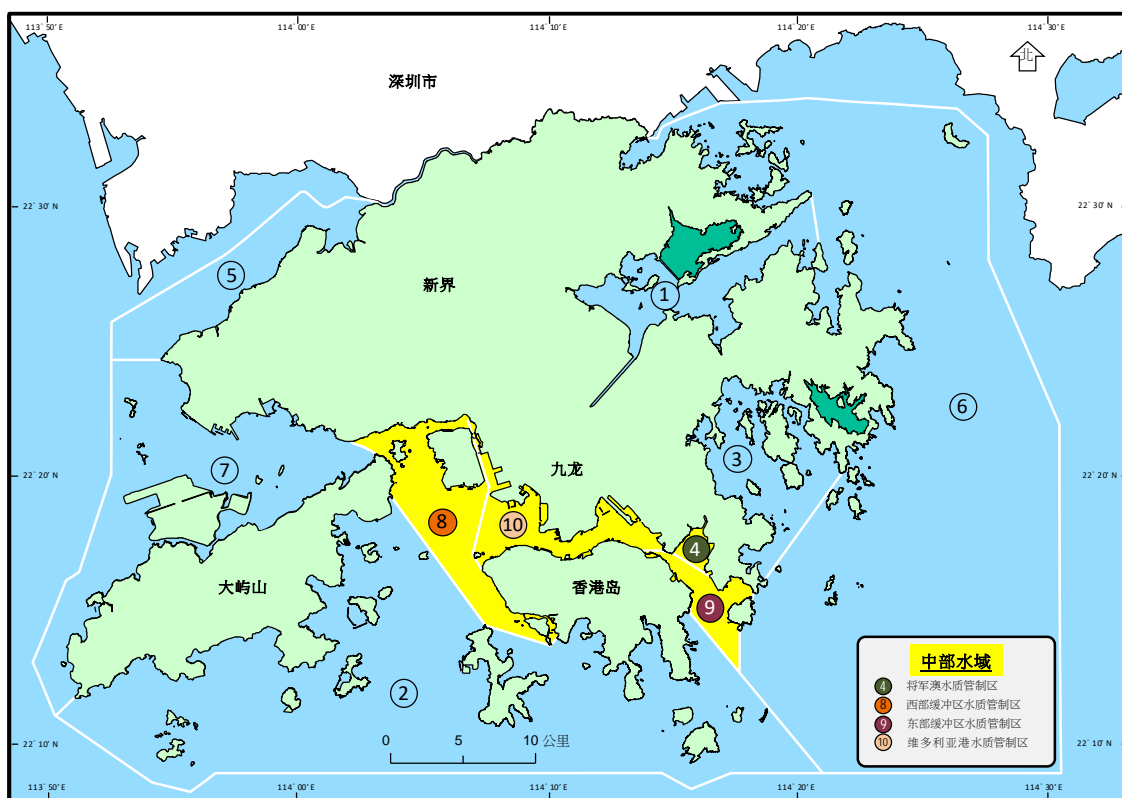 113° 50' E
114° 00' E
114° 10' E
114° 20' E
114° 30' E
北
深圳市
22° 30' N
22° 30' N
5
新界
1
6
3
7
22° 20' N
九龙
22° 20' N
8
10
4
大屿山
香港岛
9
2
中部水域
4 将军澳水质管制区
8 西部缓冲区水质管制区
9 东部缓冲区水质管制区
10 维多利亚港水质管制区
0 5 10 公里
22° 10' N
22° 10' N
113° 50' E
114° 00' E
114° 10' E
114° 20' E
114° 30' E